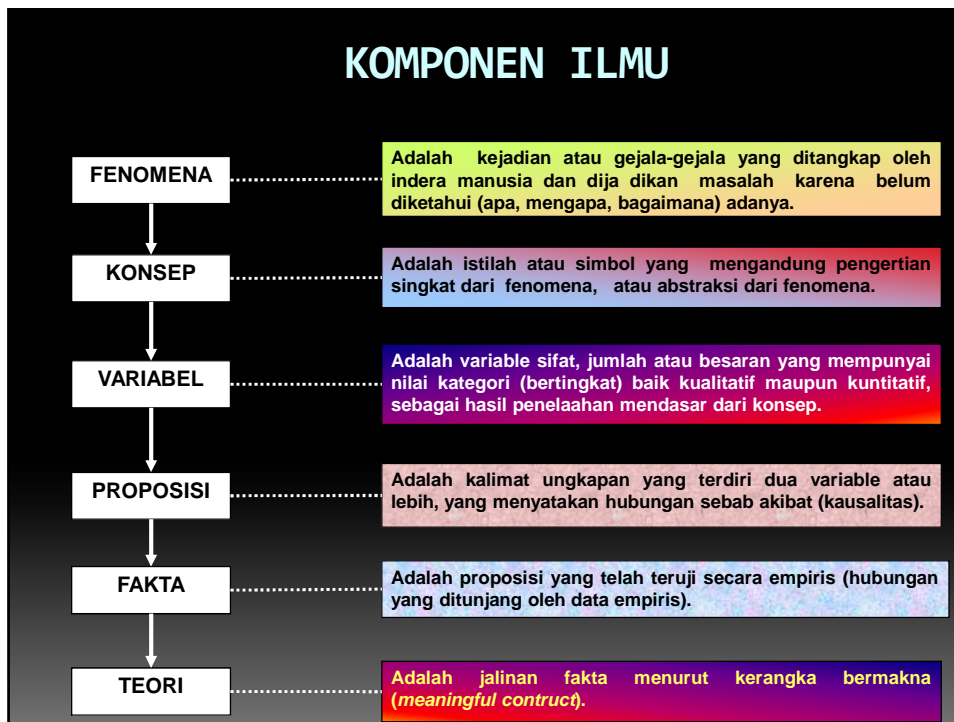 KOMPONEN ILMU
FENOMENA
Adalah kejadian atau gejala-gejala yang ditangkap oleh
indera manusia dan dija dikan masalah karena belum
diketahui (apa, mengapa, bagaimana) adanya.
KONSEP
Adalah istilah atau simbol yang mengandung pengertian
singkat dari fenomena, atau abstraksi dari fenomena.
VARIABEL
Adalah variable sifat, jumlah atau besaran yang mempunyai
nilai kategori (bertingkat) baik kualitatif maupun kuntitatif,
sebagai hasil penelaahan mendasar dari konsep.
PROPOSISI
Adalah kalimat ungkapan yang terdiri dua variable atau
lebih, yang menyatakan hubungan sebab akibat (kausalitas).
FAKTA
Adalah proposisi yang telah teruji secara empiris (hubungan
yang ditunjang oleh data empiris).
TEORI
Adalah jalinan fakta menurut kerangka bermakna
(meaningful contruct).